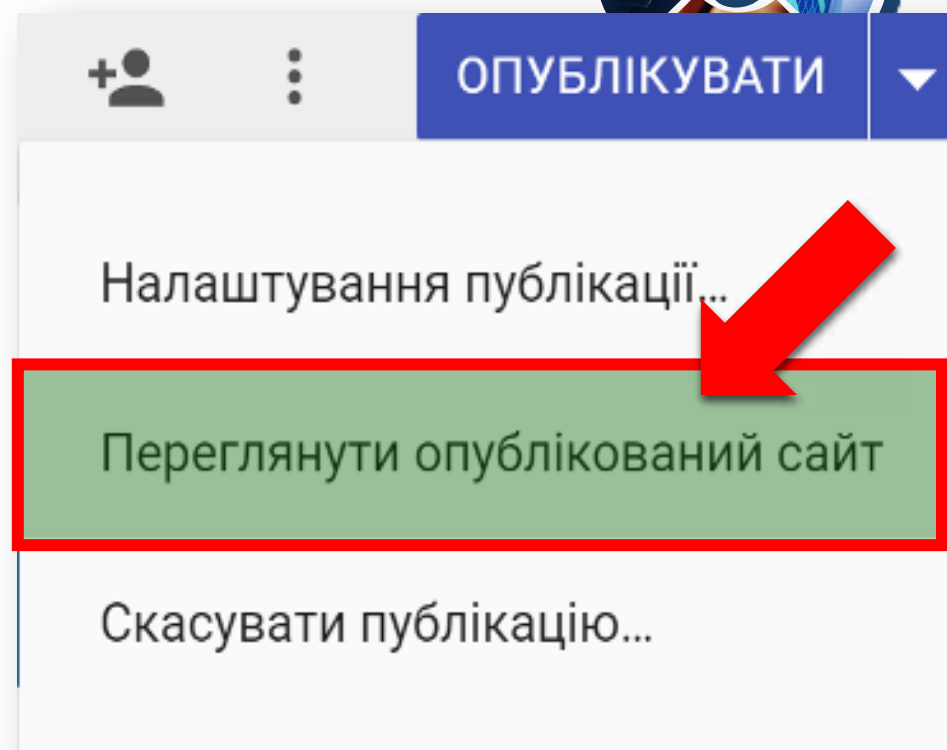 ОПУБЛІКУВАТИ
Налаштування публікації...
Переглянути опублікований сайт
Скасувати публікацію...